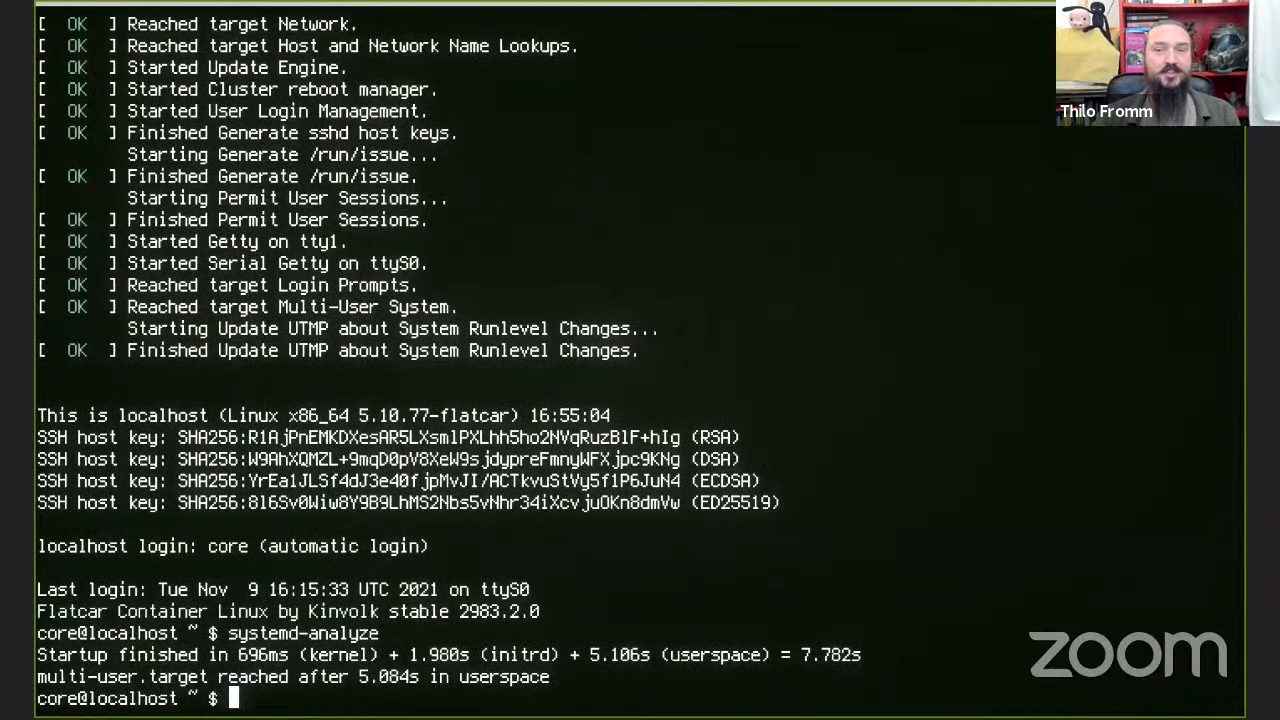 [  OK  ] Reached target Network.
[  OK  ] Reached target Host and Network Name Lookups.
[  OK  ] Started Update Engine.
[  OK  ] Started Cluster reboot manager.
[  OK  ] Started User Login Management.
[  OK  ] Finished Generate sshd host keys.
Starting Generate /run/issue...
[  OK  ] Finished Generate /run/issue.
Starting Permit User Sessions...
[  OK  ] Finished Permit User Sessions.
[  OK  ] Started Getty on tty1.
[  OK  ] Started Serial Getty on ttyS0.
[  OK  ] Reached target Login Prompts.
[  OK  ] Reached target Multi-User System.
Starting Update UTMP about System Runlevel Changes...
[  OK  ] Finished Update UTMP about System Runlevel Changes.
This is localhost (Linux x86_64 5.10.77-flatcar) 16:55:04
SSH host key: SHA256:R1AjPnEMKDXesAR5LXsmlPXLhh5ho2NVqRuzBlF+hIg (RSA)
SSH host key: SHA256:W9AhXQMZL+9mqD0pV8XeW9sjdypreFmnyWFXjpc9KNg (DSA)
SSH host key: SHA256:YrEa1JLSf4dJ3e40fjpMvJI/ACTkvuStVy5f1P6JuN4 (ECDSA)
SSH host key: SHA256:8l6Sv0Wiw8Y9B9LhMS2Nbs5vNhr34iXcvjuOKn8dmVw (ED25519)
localhost login: core (automatic login)
Last login: Tue Nov  9 16:15:33 UTC 2021 on ttyS0
Flatcar Container Linux by Kinvolk stable 2983.2.0
core@localhost ~ $ systemd-analyze
Startup finished in 696ms (kernel) + 1.980s (initrd) + 5.106s (userspace) = 7.782s
multi-user.target reached after 5.084s in userspace
core@localhost ~ $
Thilo Fromm
zoom